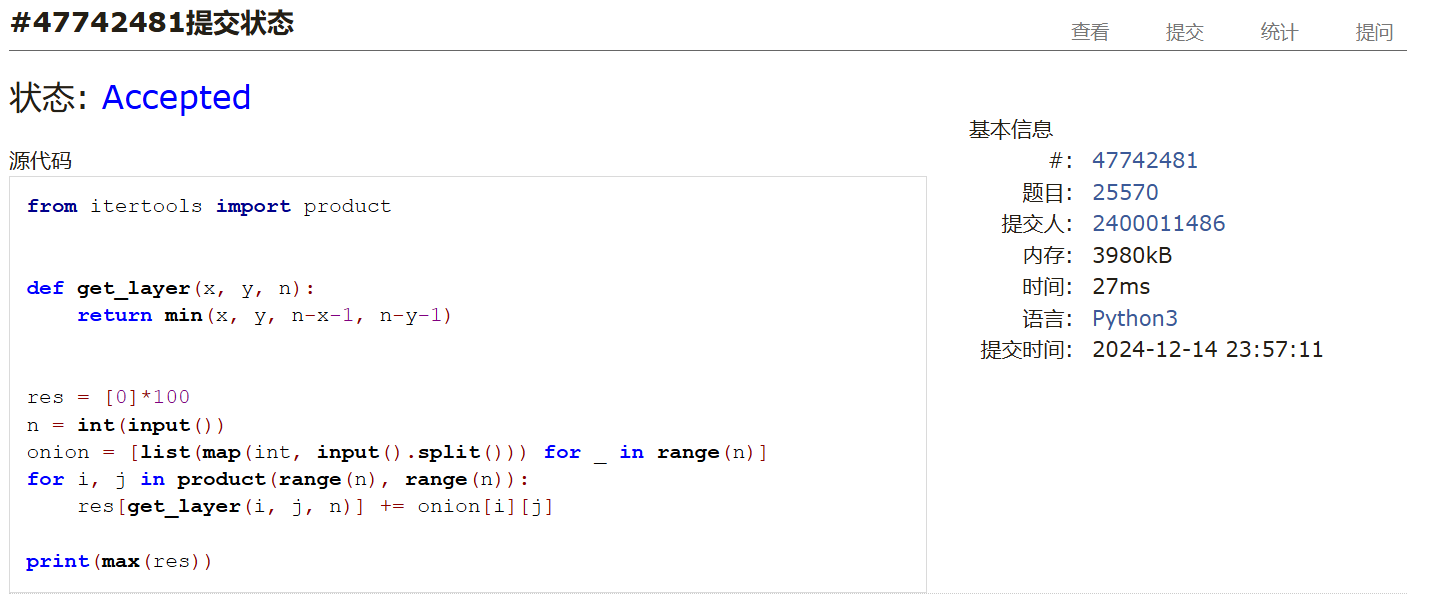 #47742481提交状态
查看 提交 统计 提问
状态: Accepted
源代码
from itertools import product
def get_layer(x, y, n):
    return min(x, y, n-x-1, n-y-1)
res = [0]*100
n = int(input())
onion = [list(map(int, input().split())) for _ in range(n)]
for i, j in product(range(n), range(n)):
    res[get_layer(i, j, n)] += onion[i][j]
print(max(res))
基本信息
#: 47742481
题目: 25570
提交人: 2400011486
内存: 3980kB
时间: 27ms
语言: Python3
提交时间: 2024-12-14 23:57:11